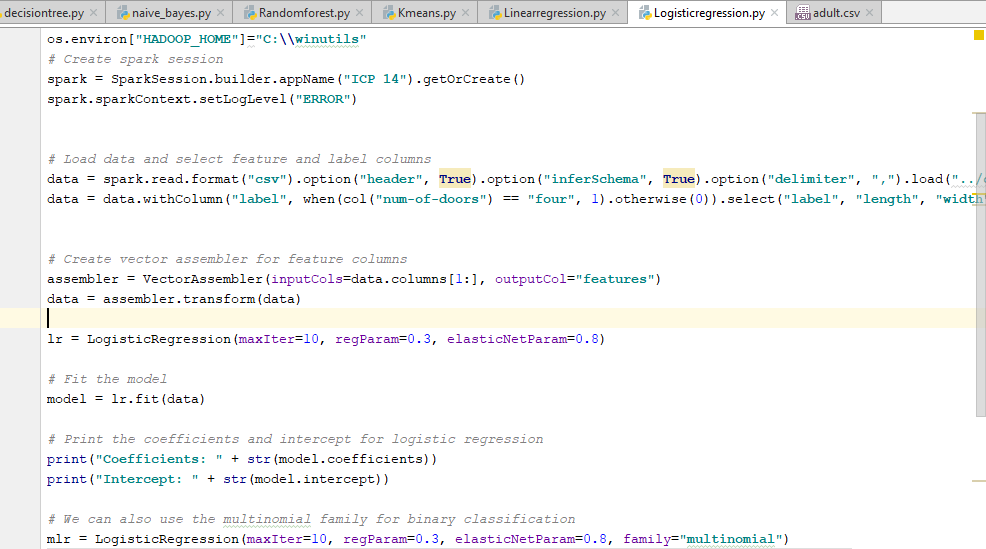 decisiontree.py naive_bayes.py Randomforest.py Kmeans.py Linearregression.py Logisticregression.py adult.csv
os.environ["HADOOP_HOME"]="C:\\winutils"
# Create spark session
spark = SparkSession.builder.appName("ICP 14").getOrCreate()
spark.sparkContext.setLogLevel("ERROR")
# Load data and select feature and label columns
data = spark.read.format("csv").option("header", True).option("inferSchema", True).option("delimiter", ",").load("../
data = data.withColumn("label", when(col("num-of-doors") == "four", 1).otherwise(0)).select("label", "length", "width"
# Create vector assembler for feature columns
assembler = VectorAssembler(inputCols=data.columns[1:], outputCol="features")
data = assembler.transform(data)
lr = LogisticRegression(maxIter=10, regParam=0.3, elasticNetParam=0.8)
# Fit the model
model = lr.fit(data)
# Print the coefficients and intercept for logistic regression
print("Coefficients: " + str(model.coefficients))
print("Intercept: " + str(model.intercept))
# We can also use the multinomial family for binary classification
mlr = LogisticRegression(maxIter=10, regParam=0.3, elasticNetParam=0.8, family="multinomial")